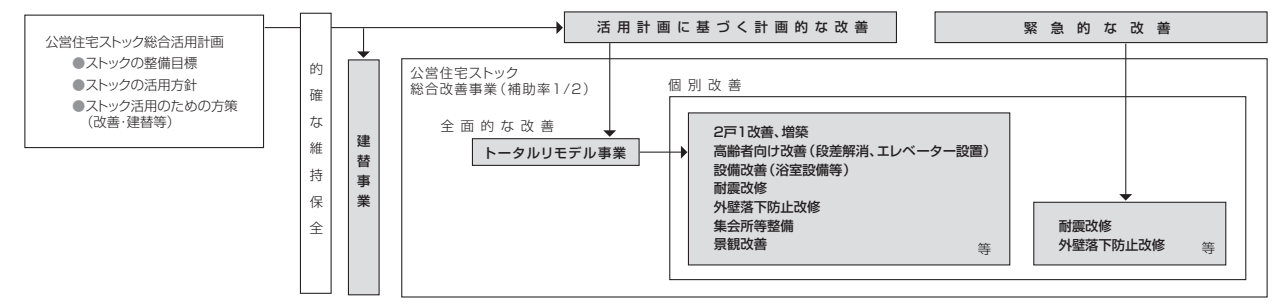 公営住宅ストック総合活用計画
●ストックの整備目標
●ストックの活用方針
●ストック活用のための方策
(改善・建替等)
的確な維持保全
建替事業
活用計画に基づく計画的な改善
緊急的な改善
公営住宅ストック
総合改善事業(補助率1/2)
個別改善
全面的な改善
トータルリモデル事業
2戸1改善、増築
高齢者向け改善(段差解消、エレベーター設置)
設備改善(浴室設備等)
耐震改修
外壁落下防止改修
集会所等整備
景観改善
等
耐震改修
外壁落下防止改修 等